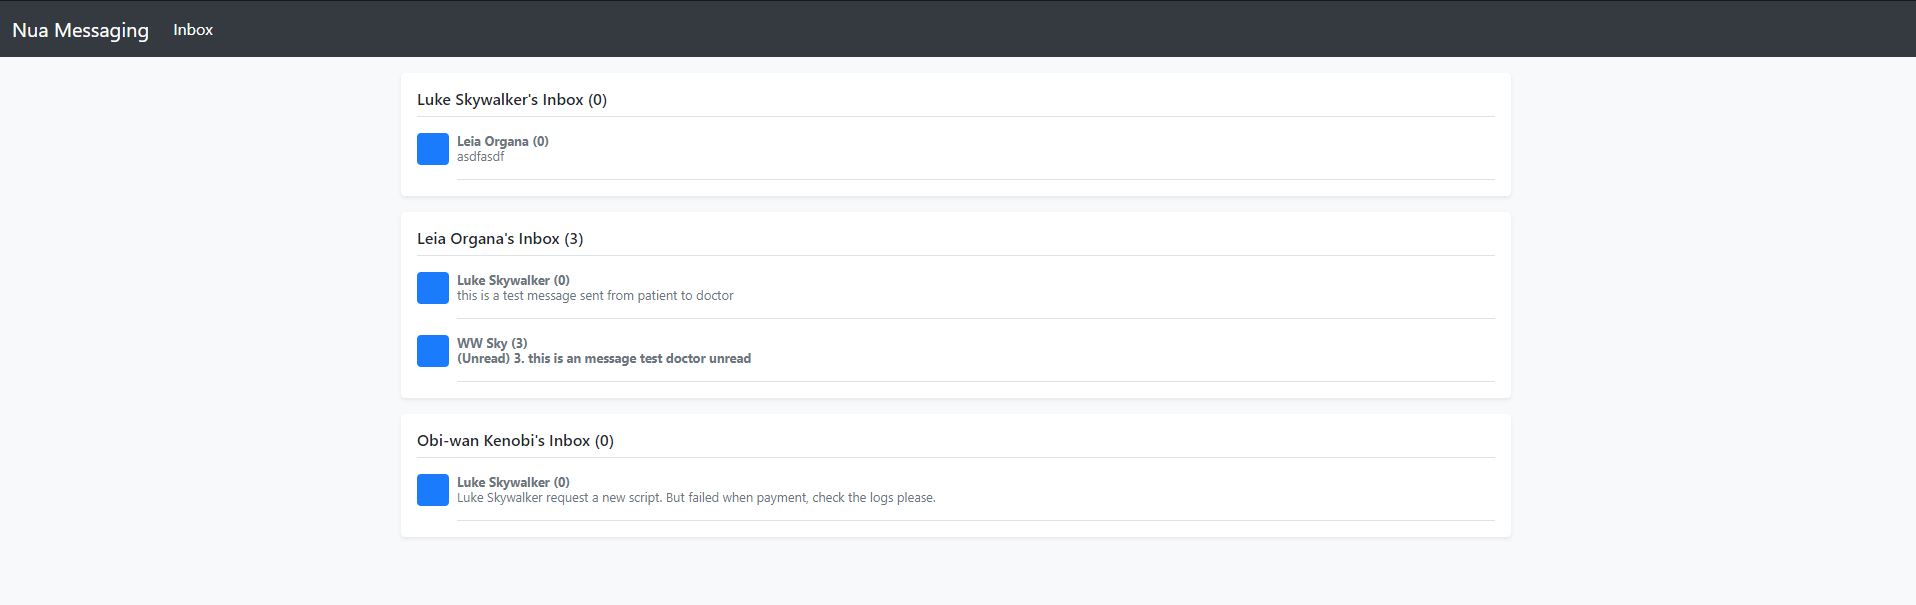 Nua Messaging Inbox
Luke Skywalker's Inbox (0)
Leia Organa (0)
asdfasdf
Leia Organa's Inbox (3)
Luke Skywalker (0)
this is a test message sent from patient to doctor
WW Sky (3)
(Unread) 3. this is an message test doctor unread
Obi-wan Kenobi's Inbox (0)
Luke Skywalker (0)
Luke Skywalker request a new script. But failed when payment, check the logs please.